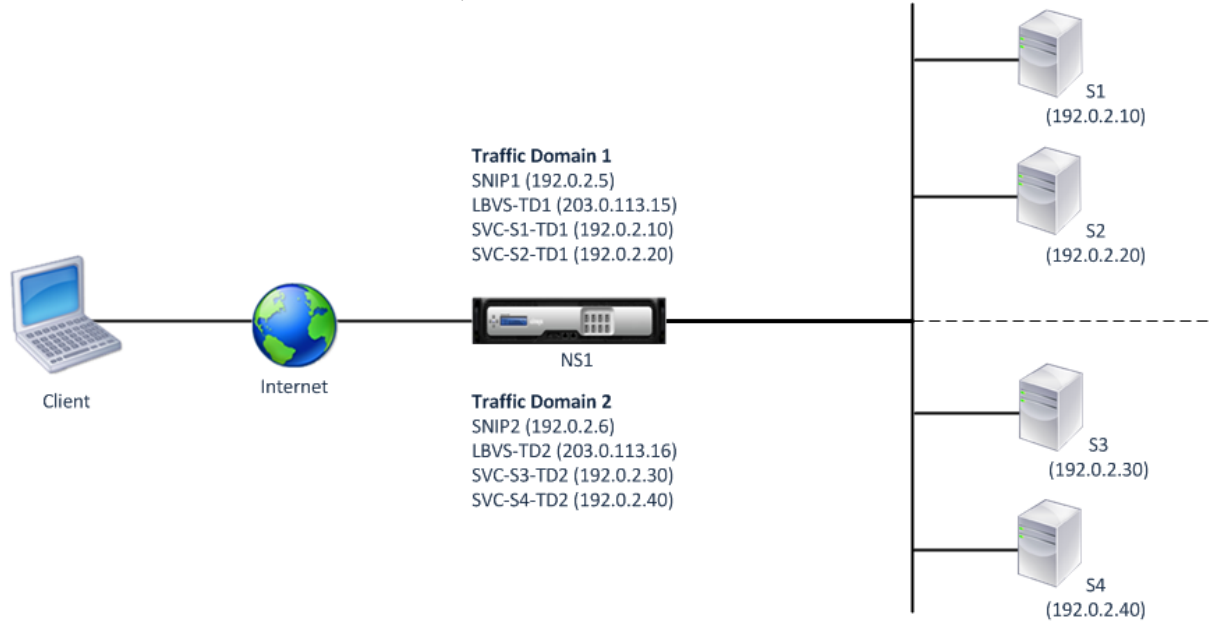 S1
(192.0.2.10)
Traffic Domain 1
SNIP1 (192.0.2.5)
LBVS-TD1 (203.0.113.15)
SVC-S1-TD1 (192.0.2.10)
SVC-S2-TD1 (192.0.2.20)
S2
(192.0.2.20)
NS1
Internet
Client
Traffic Domain 2
SNIP2 (192.0.2.6)
LBVS-TD2 (203.0.113.16)
SVC-S3-TD2 (192.0.2.30)
SVC-S4-TD2 (192.0.2.40)
S3
(192.0.2.30)
S4
(192.0.2.40)